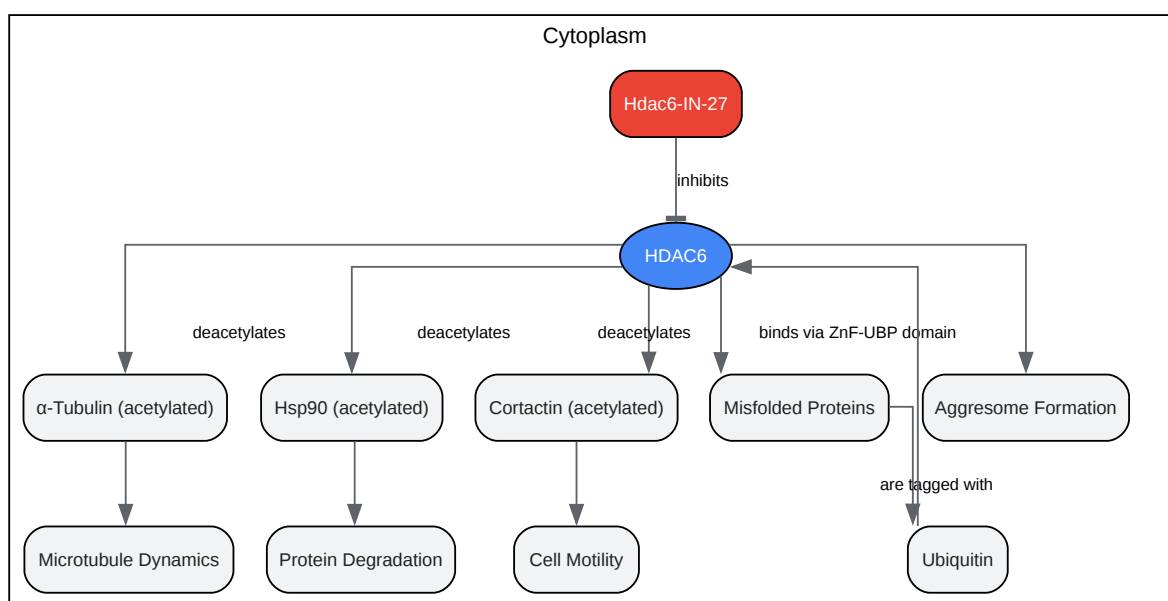 Cytoplasm
Hdac6-IN-27
inhibits
HDAC6
deacetylates
deacetylates
deacetylates
binds via ZnF-UBP domain
α-Tubulin (acetylated)
Hsp90 (acetylated)
Cortactin (acetylated)
Misfolded Proteins
Aggresome Formation
are tagged with
Microtubule Dynamics
Protein Degradation
Cell Motility
Ubiquitin